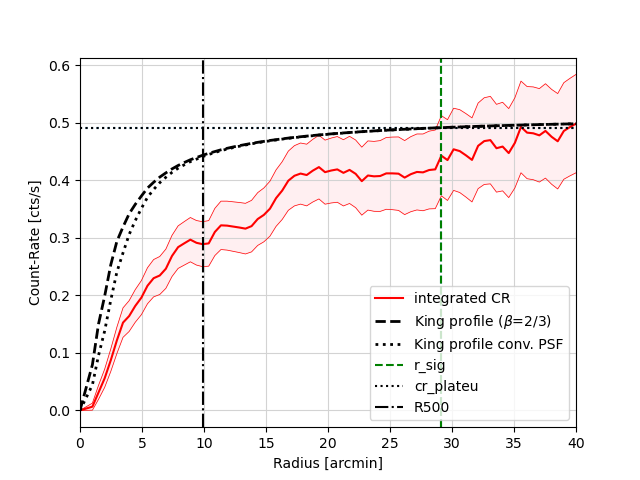 0.6
0.5
0.4
0.3
0.2
0.1
0.0
Count-Rate [cts/s]
integrated CR
King profile (β=2/3)
King profile conv. PSF
r_sig
cr_plateu
R500
0 5 10 15 20 25 30 35 40
Radius [arcmin]